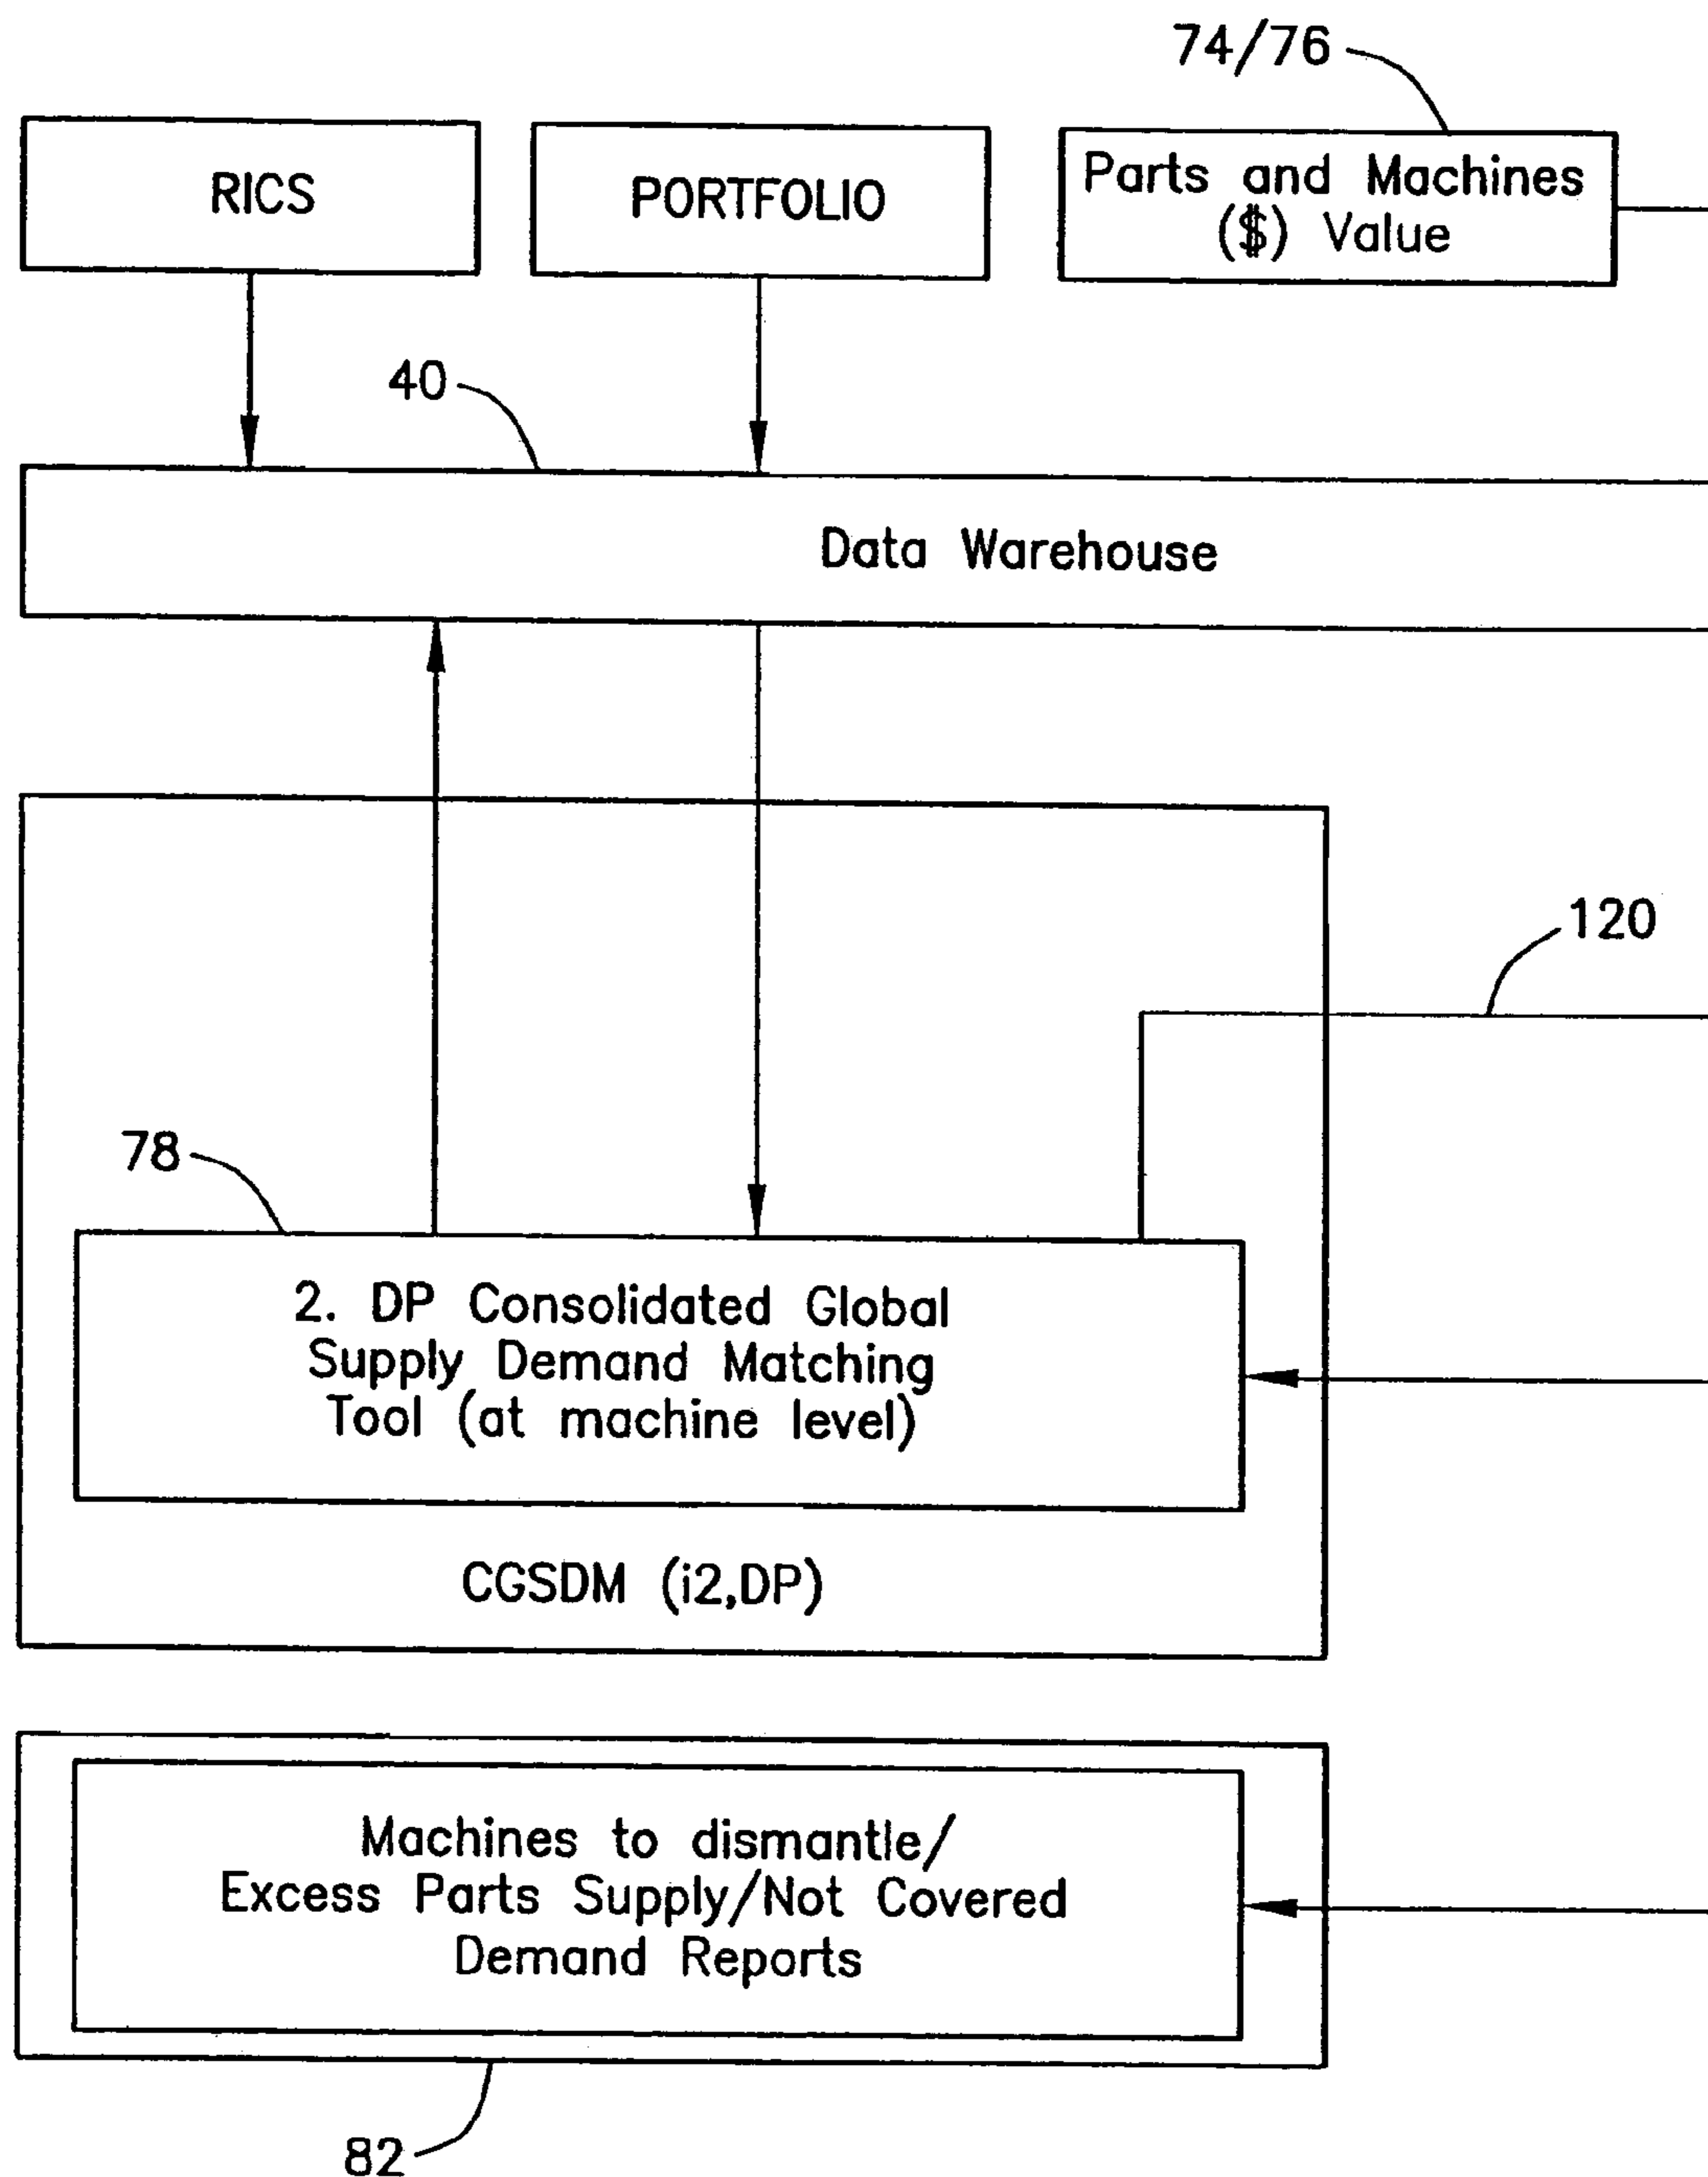 74/76
RICS
PORTFOLIO
Parts and Machines
($) Value
40
Data Warehouse
120
78
2. DP Consolidated Global
Supply Demand Matching
Tool (at machine level)
CGSDM (i2,DP)
Machines to dismantle/
Excess Parts Supply/Not Covered
Demand Reports
82